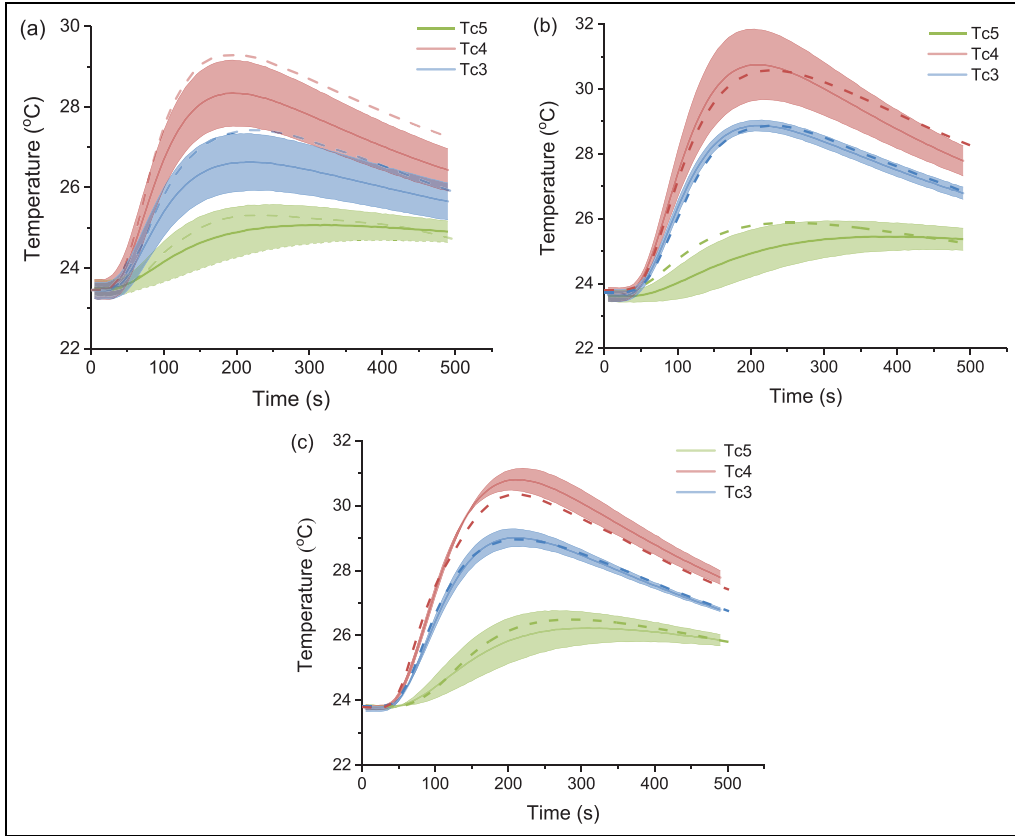 (a)
Tc5
Tc4
Tc3
30
28
26
24
22
Temperature (°C)
0 100 200 300 400 500
Time (s)
(b)
Tc5
Tc4
Tc3
32
30
28
26
24
22
Temperature (°C)
0 100 200 300 400 500
Time (s)
(c)
Tc5
Tc4
Tc3
32
30
28
26
24
22
Temperature (°C)
0 100 200 300 400 500
Time (s)